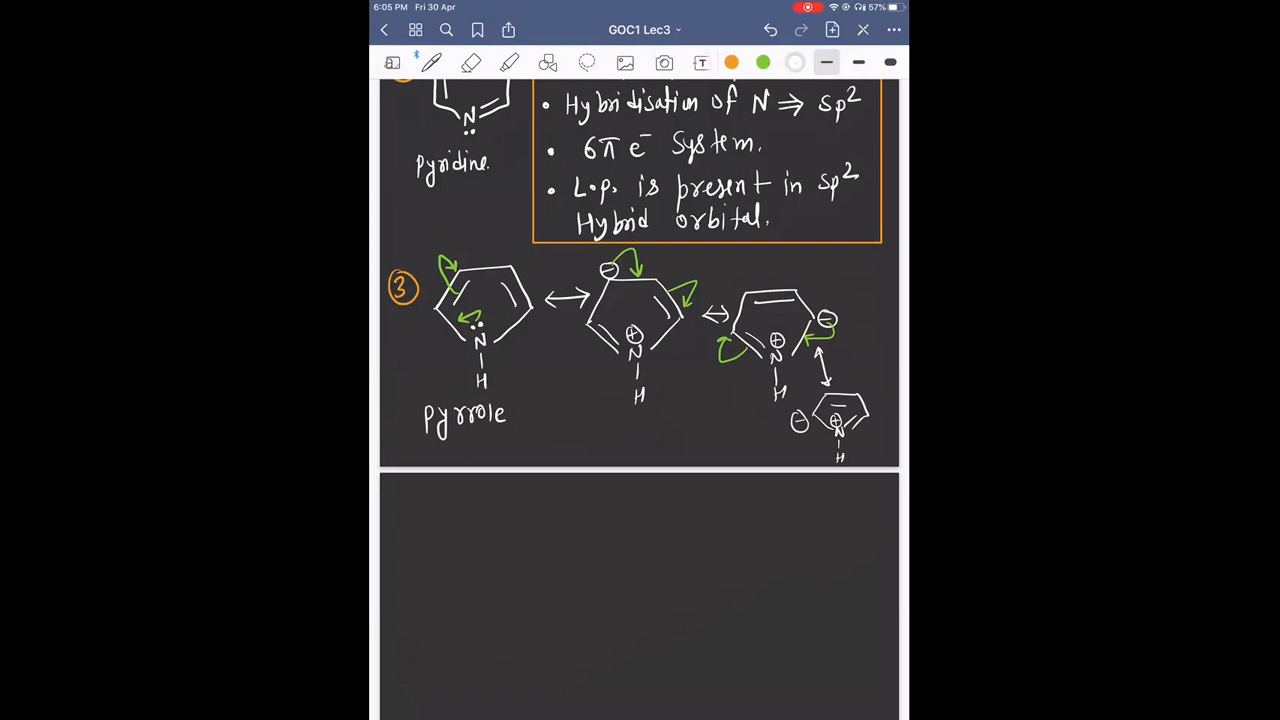 6:05 PM Fri 30 Apr
57%
GOC1 Lec3
T
N
Pyridine.
• Hybridisation of N ⇒ sp²
• 6π e⁻ System.
• L.p. is present in sp²
Hybrid orbital.
③ N ⊖ ⊕ N ⊖ ⊕ N
H H H
Pyrrole
⊖ ⊕ N
H